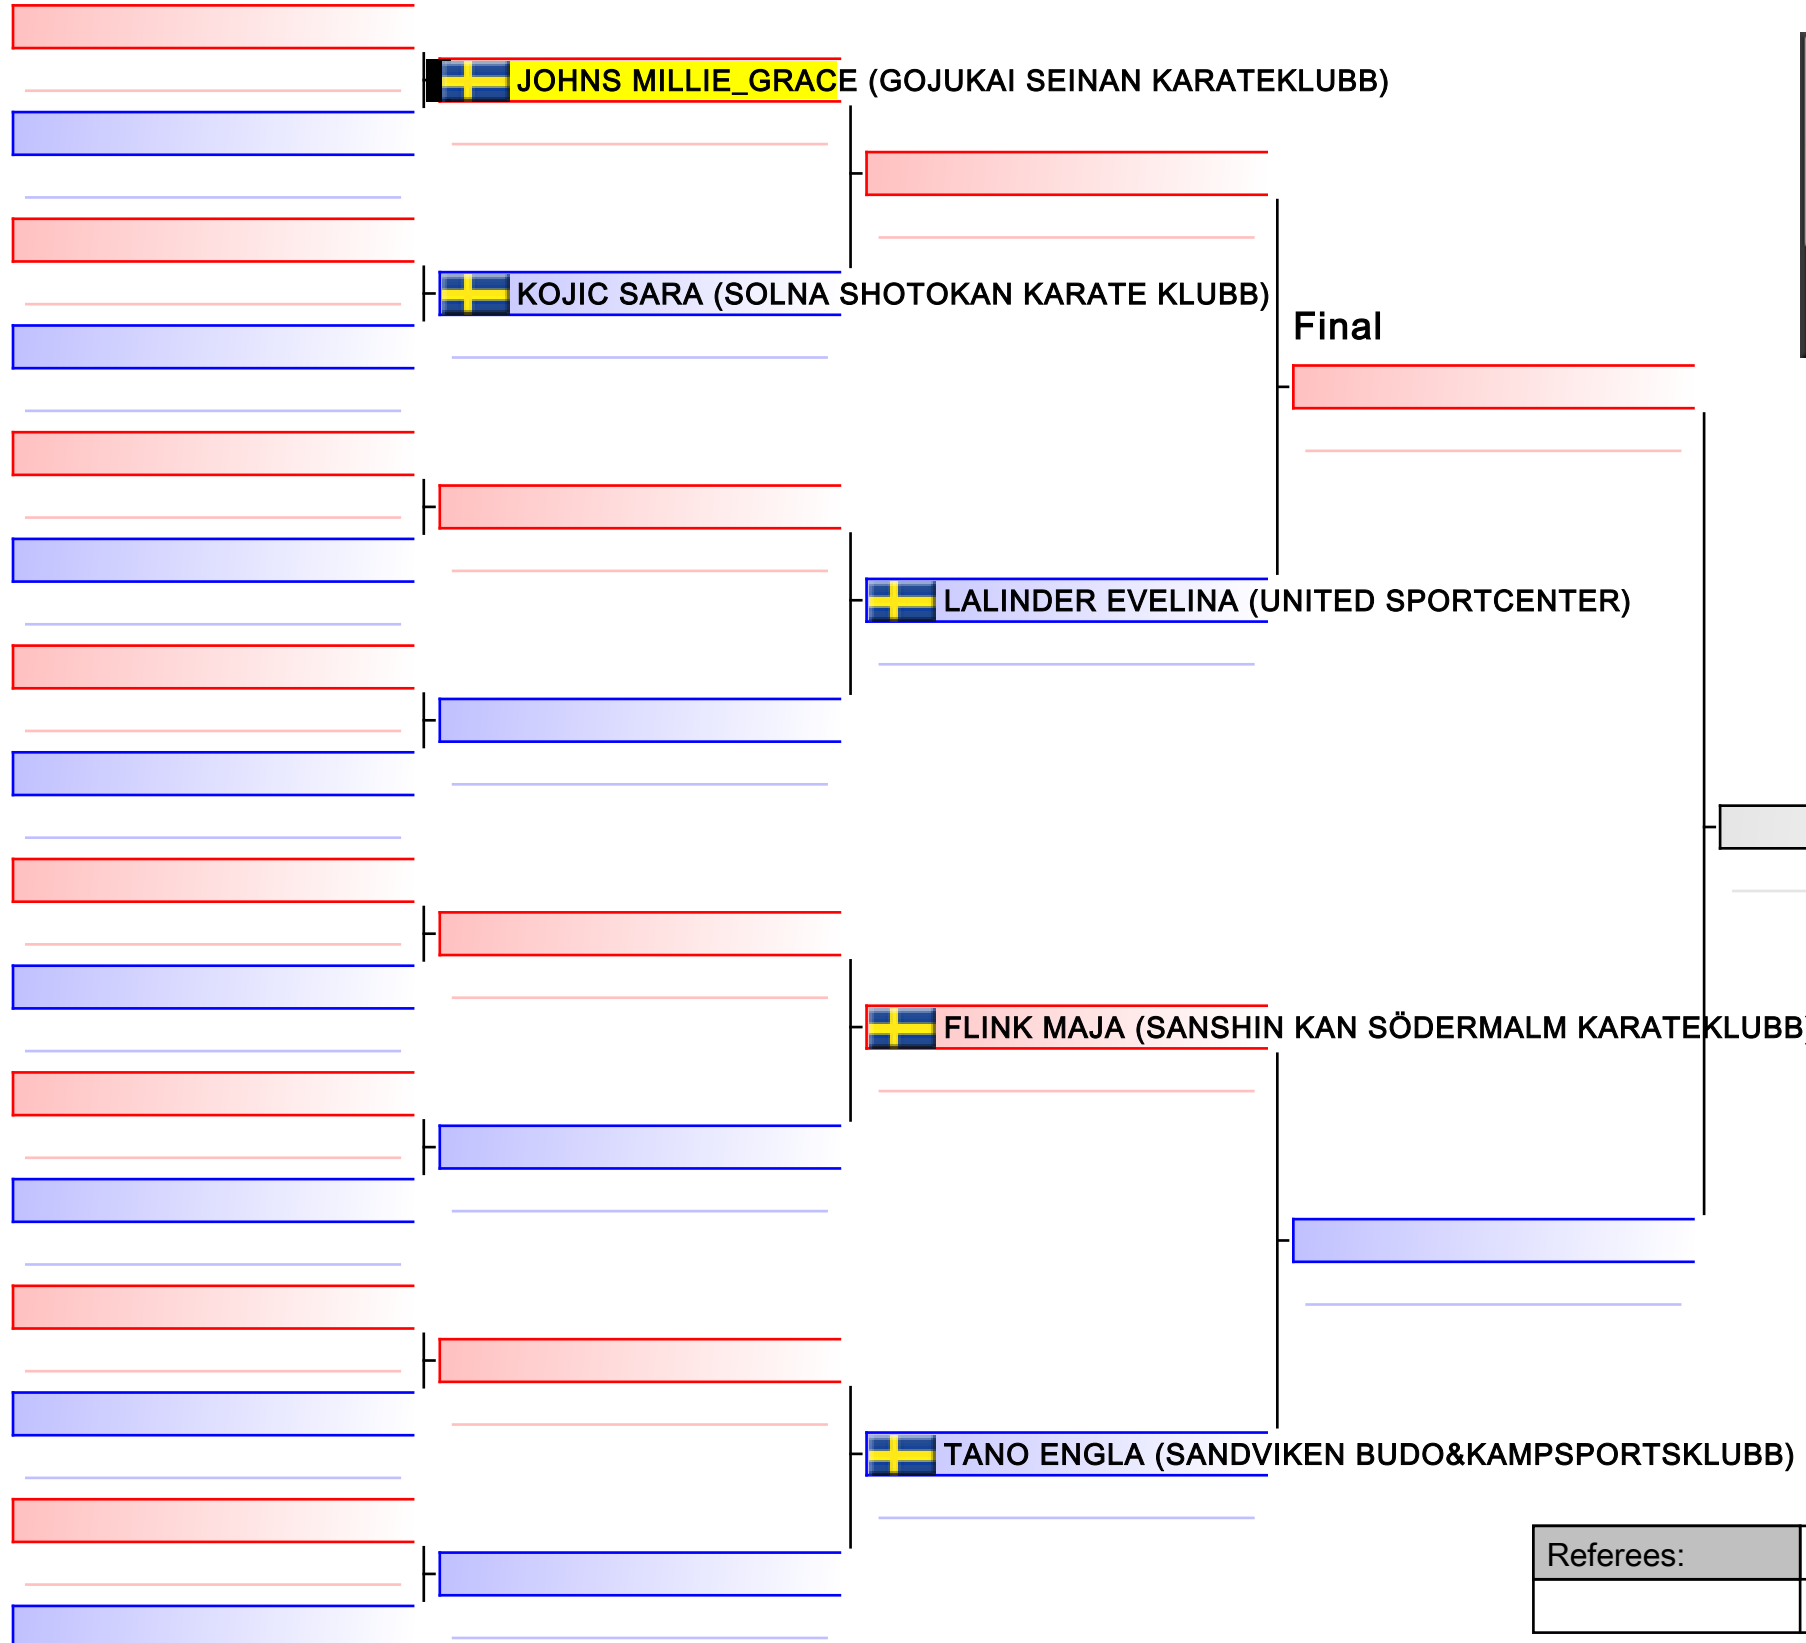 JOHNS MILLIE_GRACE (GOJUKAI SEINAN KARATEKLUBB)
KOJIC SARA (SOLNA SHOTOKAN KARATE KLUBB)
Final
LALINDER EVELINA (UNITED SPORTCENTER)
FLINK MAJA (SANSHIN KAN SÖDERMALM KARATEKLUBB)
TANO ENGLA (SANDVIKEN BUDO&KAMPSPORTSKLUBB)
Referees: